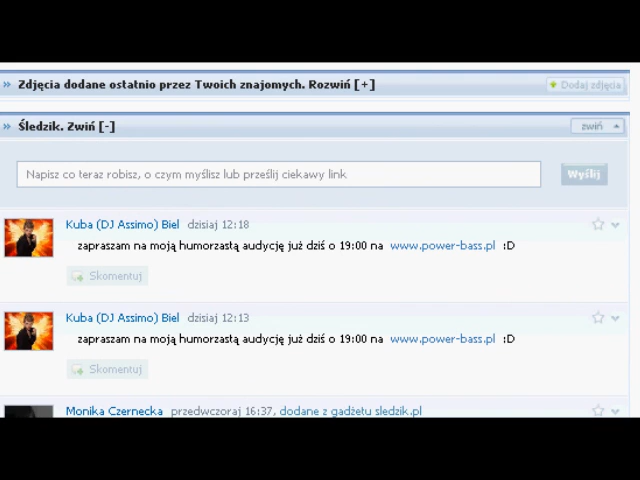 » Zdjęcia dodane ostatnio przez Twoich znajomych. Rozwiń [+] Dodaj zdjęcia
» Śledzik. Zwiń [-] zwiń
Napisz co teraz robisz, o czym myślisz lub prześlij ciekawy link Wyślij
Kuba (DJ Assimo) Biel dzisiaj 12:18
zapraszam na moją humorzastą audycję już dziś o 19:00 na www.power-bass.pl :D
Skomentuj
Kuba (DJ Assimo) Biel dzisiaj 12:13
zapraszam na moją humorzastą audycję już dziś o 19:00 na www.power-bass.pl :D
Skomentuj
Monika Czernecka przedwczoraj 16:37, dodane z gadżetu sledzik.pl